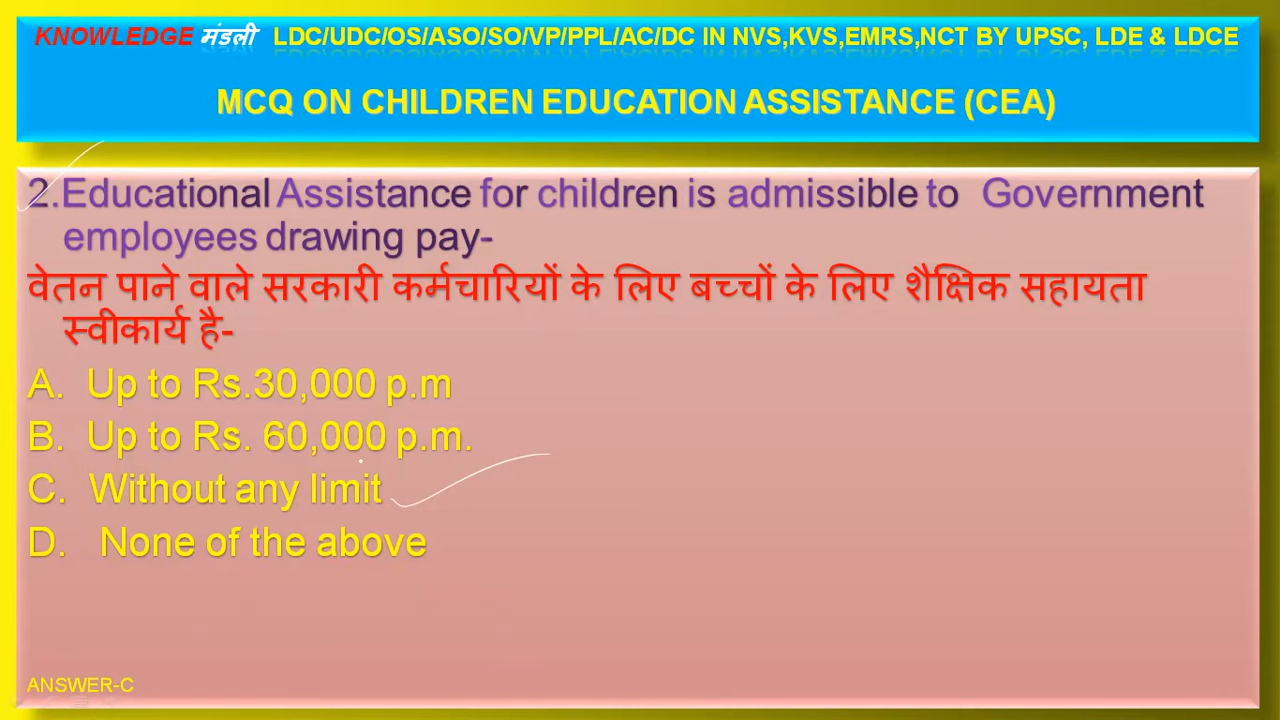 KNOWLEDGE मंडली LDC/UDC/OS/ASO/SO/VP/PPL/AC/DC IN NVS,KVS,EMRS,NCT BY UPSC, LDE & LDCE
MCQ ON CHILDREN EDUCATION ASSISTANCE (CEA)
2.Educational Assistance for children is admissible to Government
employees drawing pay-
वेतन पाने वाले सरकारी कर्मचारियों के लिए बच्चों के लिए शैक्षिक सहायता
स्वीकार्य है-
A. Up to Rs.30,000 p.m
B. Up to Rs. 60,000 p.m.
C. Without any limit
D. None of the above
ANSWER-C